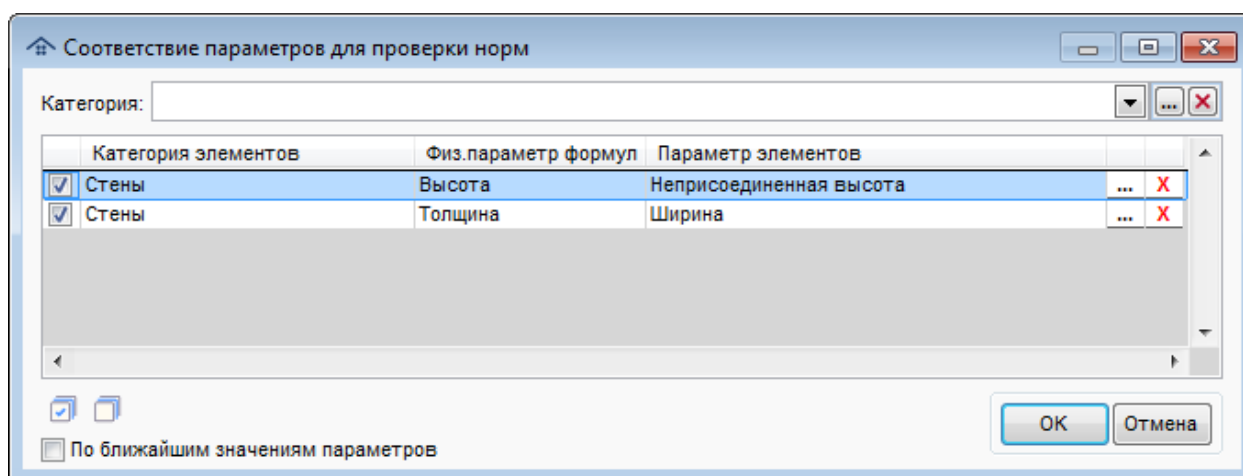 Соответствие параметров для проверки норм
Категория:
...
Категория элементов Физ.параметр формул Параметр элементов
Стены Высота Неприсоединенная высота ... X
Стены Толщина Ширина ... X
OK Отмена
По ближайшим значениям параметров